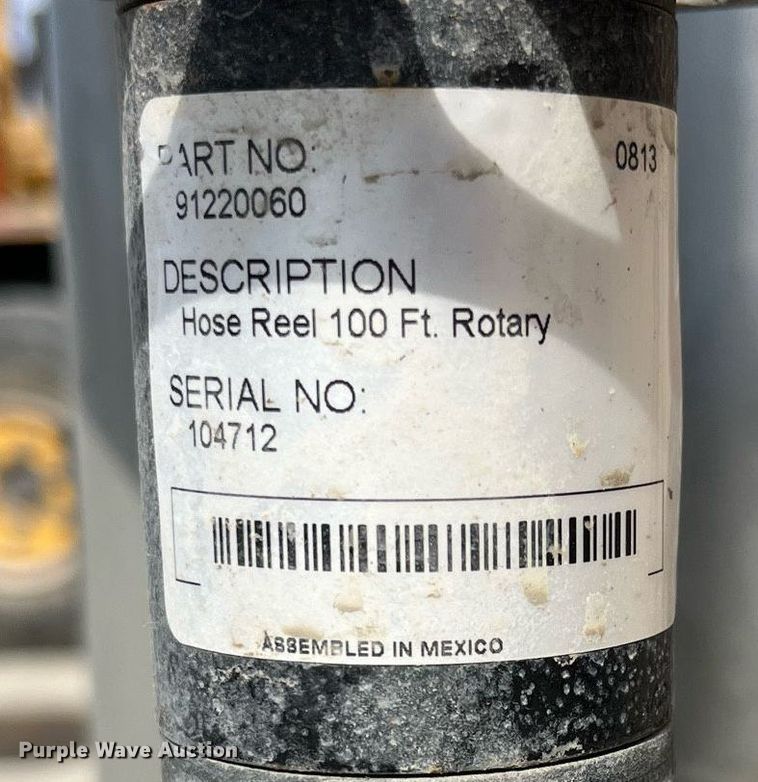 PART NO: 0813
91220060
DESCRIPTION
Hose Reel 100 Ft. Rotary
SERIAL NO:
104712
ASSEMBLED IN MEXICO
Purple Wave Auction